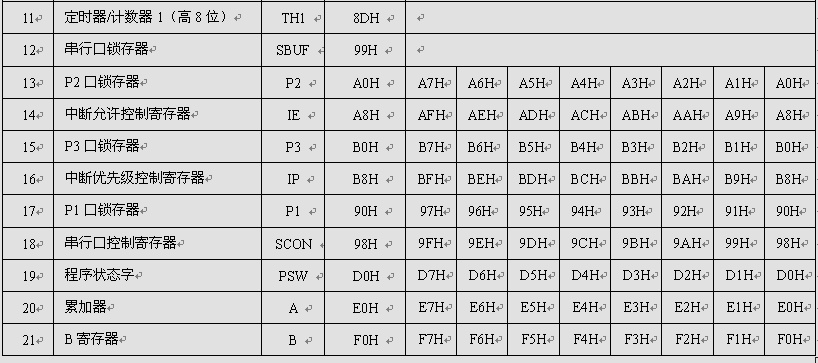 11 定时器/计数器 1（高 8 位） TH1 8DH
12 串行口锁存器 SBUF 99H
13 P2 口锁存器 P2 A0H A7H A6H A5H A4H A3H A2H A1H A0H
14 中断允许控制寄存器 IE A8H AFH AEH ADH ACH ABH AAH A9H A8H
15 P3 口锁存器 P3 B0H B7H B6H B5H B4H B3H B2H B1H B0H
16 中断优先级控制寄存器 IP B8H BFH BEH BDH BCH BBH BAH B9H B8H
17 P1 口锁存器 P1 90H 97H 96H 95H 94H 93H 92H 91H 90H
18 串行口控制寄存器 SCON 98H 9FH 9EH 9DH 9CH 9BH 9AH 99H 98H
19 程序状态字 PSW D0H D7H D6H D5H D4H D3H D2H D1H D0H
20 累加器 A E0H E7H E6H E5H E4H E3H E2H E1H E0H
21 B 寄存器 B F0H F7H F6H F5H F4H F3H F2H F1H F0H